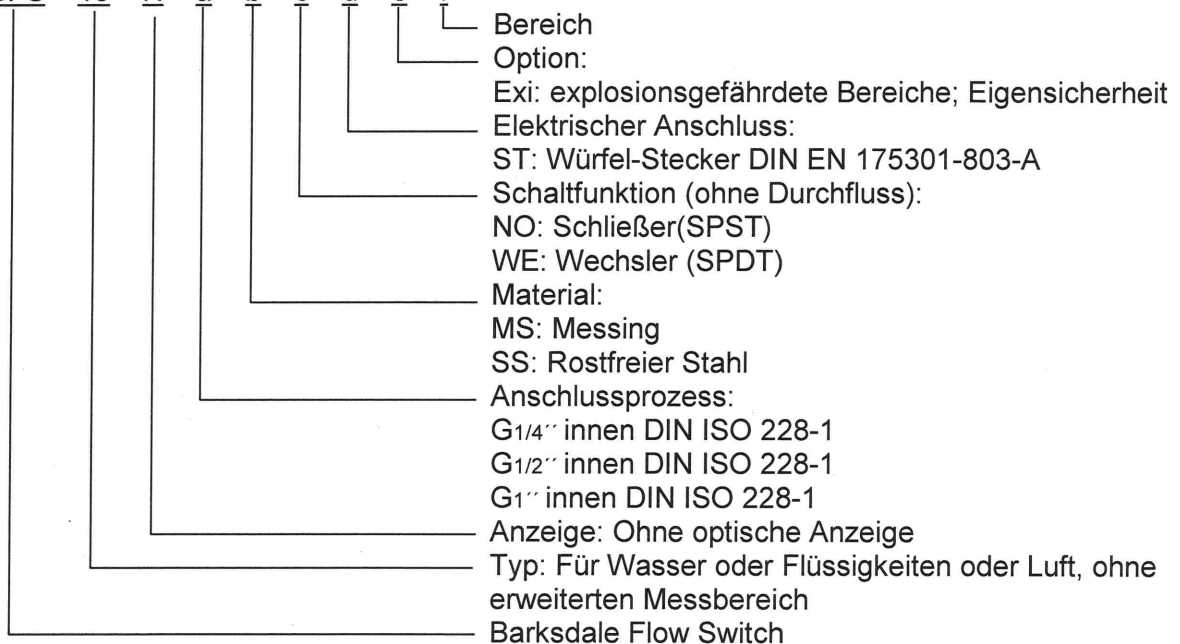 Bereich
Option:
Exi: explosionsgefährdete Bereiche; Eigensicherheit
Elektrischer Anschluss:
ST: Würfel-Stecker DIN EN 175301-803-A
Schaltfunktion (ohne Durchfluss):
NO: Schließer(SPST)
WE: Wechsler (SPDT)
Material:
MS: Messing
SS: Rostfreier Stahl
Anschlussprozess:
G1/4´´ innen DIN ISO 228-1
G1/2´´ innen DIN ISO 228-1
G1´´ innen DIN ISO 228-1
Anzeige: Ohne optische Anzeige
Typ: Für Wasser oder Flüssigkeiten oder Luft, ohne
erweiterten Messbereich
Barksdale Flow Switch